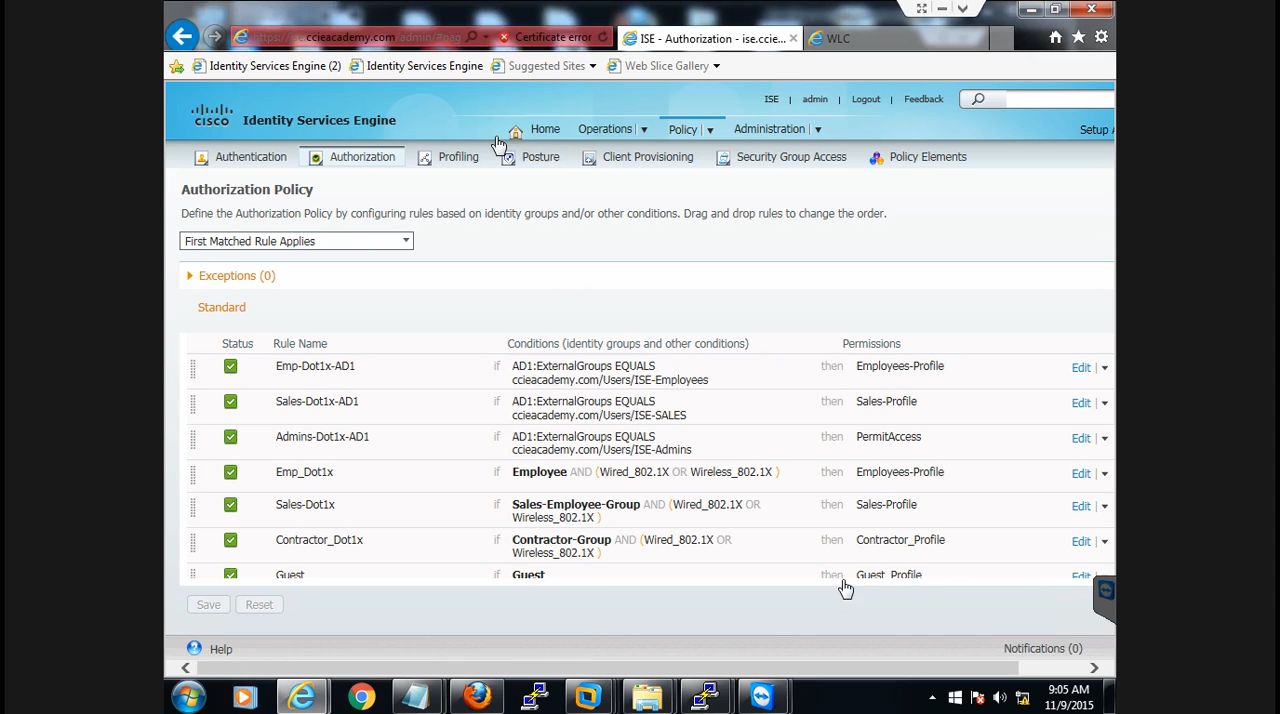 https://ise.ccieacademy.com/admin/#pag Certificate error ISE - Authorization - ise.ccie... WLC
Identity Services Engine (2) Identity Services Engine Suggested Sites Web Slice Gallery
ISE | admin | Logout | Feedback
CISCO Identity Services Engine
Home Operations | Policy | Administration | Setup A
Authentication Authorization Profiling Posture Client Provisioning Security Group Access Policy Elements
Authorization Policy
Define the Authorization Policy by configuring rules based on identity groups and/or other conditions. Drag and drop rules to change the order.
First Matched Rule Applies
Exceptions (0)
Standard
Status Rule Name Conditions (identity groups and other conditions) Permissions
Emp-Dot1x-AD1 if AD1:ExternalGroups EQUALS then Employees-Profile Edit |
ccieacademy.com/Users/ISE-Employees
Sales-Dot1x-AD1 if AD1:ExternalGroups EQUALS then Sales-Profile Edit |
ccieacademy.com/Users/ISE-SALES
Admins-Dot1x-AD1 if AD1:ExternalGroups EQUALS then PermitAccess Edit |
ccieacademy.com/Users/ISE-Admins
Emp_Dot1x if Employee AND (Wired_802.1X OR Wireless_802.1X ) then Employees-Profile Edit |
Sales-Dot1x if Sales-Employee-Group AND (Wired_802.1X OR then Sales-Profile Edit |
Wireless_802.1X )
Contractor_Dot1x if Contractor-Group AND (Wired_802.1X OR then Contractor_Profile Edit |
Wireless_802.1X )
Guest if Guest then Guest_Profile Edit |
Save Reset
Help Notifications (0)
9:05 AM
11/9/2015